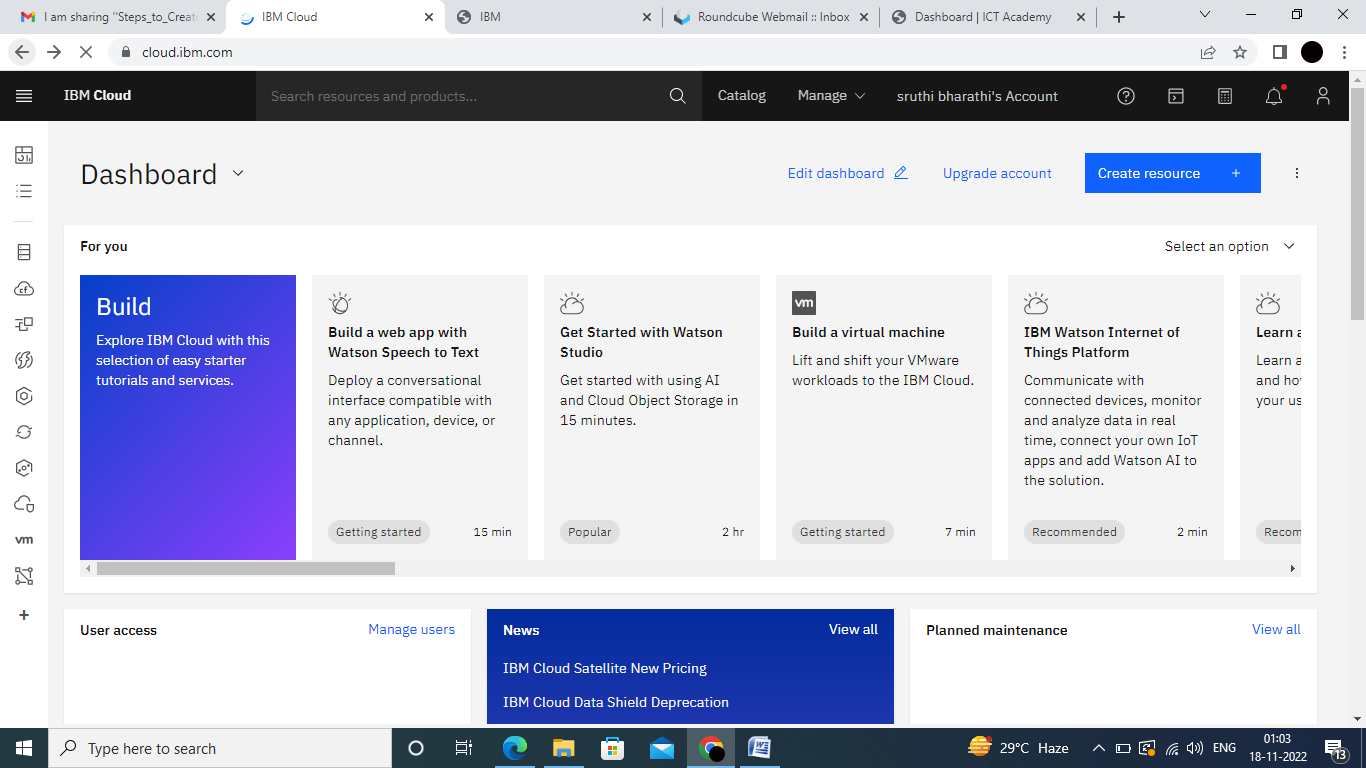 I am sharing "Steps_to_Creat
IBM Cloud
IBM
Roundcube Webmail :: Inbox
Dashboard | ICT Academy
cloud.ibm.com
IBM Cloud
Search resources and products...
Catalog
Manage
sruthi bharathi's Account
Dashboard
Edit dashboard
Upgrade account
Create resource +
For you
Select an option
Build
Explore IBM Cloud with this
selection of easy starter
tutorials and services.
Build a web app with
Watson Speech to Text
Deploy a conversational
interface compatible with
any application, device, or
channel.
Getting started
15 min
Get Started with Watson
Studio
Get started with using AI
and Cloud Object Storage in
15 minutes.
Popular
2 hr
vm
Build a virtual machine
Lift and shift your VMware
workloads to the IBM Cloud.
Getting started
7 min
IBM Watson Internet of
Things Platform
Communicate with
connected devices, monitor
and analyze data in real
time, connect your own IoT
apps and add Watson AI to
the solution.
Recommended
2 min
Learn a
Learn a
and how
your us
Recom
cf
vm
User access
Manage users
News
View all
IBM Cloud Satellite New Pricing
IBM Cloud Data Shield Deprecation
Planned maintenance
View all
Type here to search
29°C Haze
ENG
01:03
18-11-2022
13